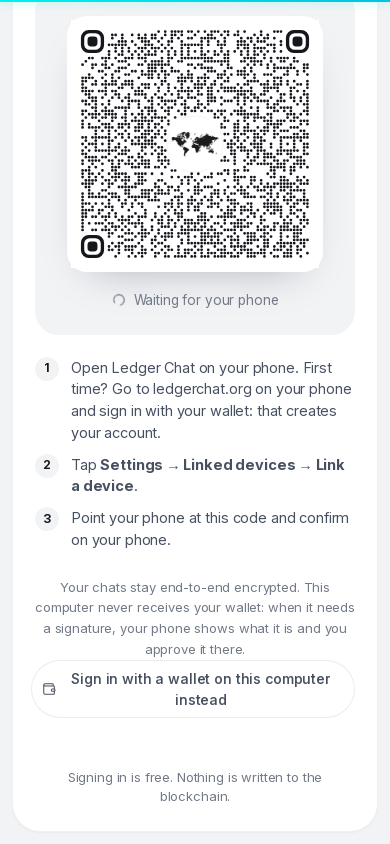 Waiting for your phone
1 Open Ledger Chat on your phone. First
time? Go to ledgerchat.org on your phone
and sign in with your wallet: that creates
your account.
2 Tap Settings → Linked devices → Link
a device.
3 Point your phone at this code and confirm
on your phone.
Your chats stay end-to-end encrypted. This
computer never receives your wallet: when it needs
a signature, your phone shows what it is and you
approve it there.
Sign in with a wallet on this computer
instead
Signing in is free. Nothing is written to the
blockchain.